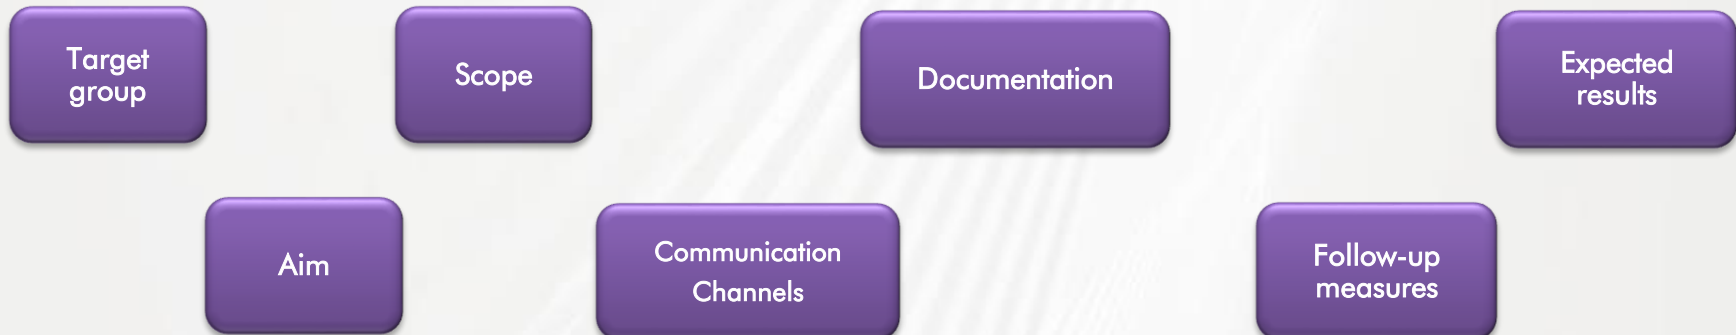 Target
group
Scope
Documentation
Expected
results
Aim
Communication
Channels
Follow-up
measures